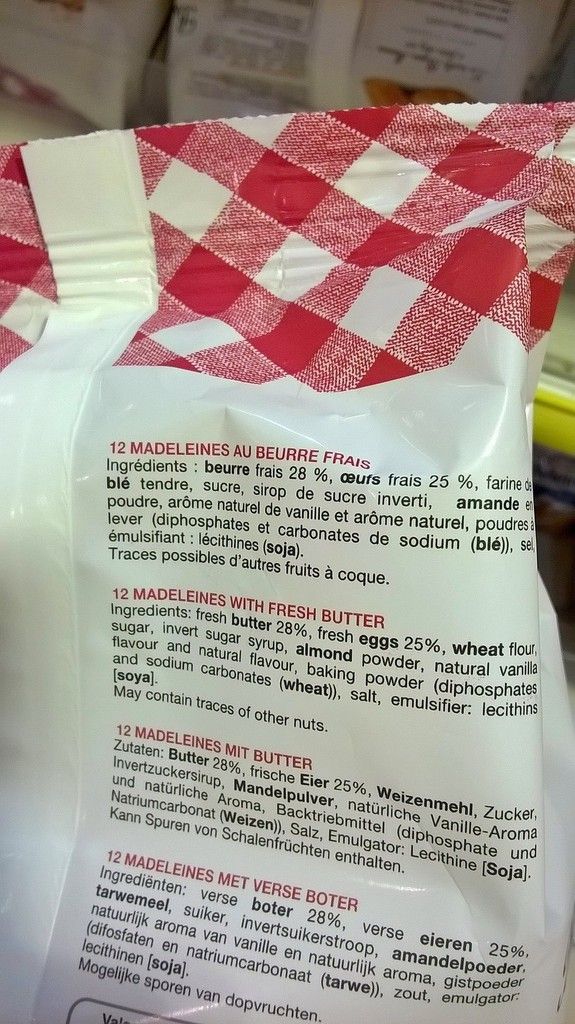 12 MADELEINES AU BEURRE FRAIS
Ingrédients : beurre frais 28 %, œufs frais 25 %, farine de
blé tendre, sucre, sirop de sucre inverti, amande en
poudre, arôme naturel de vanille et arôme naturel, poudres à
lever (diphosphates et carbonates de sodium (blé)), sel,
émulsifiant : lécithines (soja).
Traces possibles d'autres fruits à coque.
12 MADELEINES WITH FRESH BUTTER
Ingredients: fresh butter 28%, fresh eggs 25%, wheat flour,
sugar, invert sugar syrup, almond powder, natural vanilla
flavour and natural flavour, baking powder (diphosphates
and sodium carbonates (wheat)), salt, emulsifier: lecithins
[soya].
May contain traces of other nuts.
12 MADELEINES MIT BUTTER
Zutaten: Butter 28%, frische Eier 25%, Weizenmehl, Zucker,
Invertzuckersirup, Mandelpulver, natürliche Vanille-Aroma
und natürliche Aroma, Backtriebmittel (diphosphate und
Natriumcarbonat (Weizen)), Salz, Emulgator: Lecithine [Soja].
Kann Spuren von Schalenfrüchten enthalten.
12 MADELEINES MET VERSE BOTER
Ingrediënten: verse boter 28%, verse eieren 25%,
tarwemeel, suiker, invertsuikerstroop, amandelpoeder,
natuurlijk aroma van vanille en natuurlijk aroma, gistpoeder
(difosfaten en natriumcarbonaat (tarwe)), zout, emulgator:
lecithinen [soja].
Mogelijke sporen van dopvruchten.